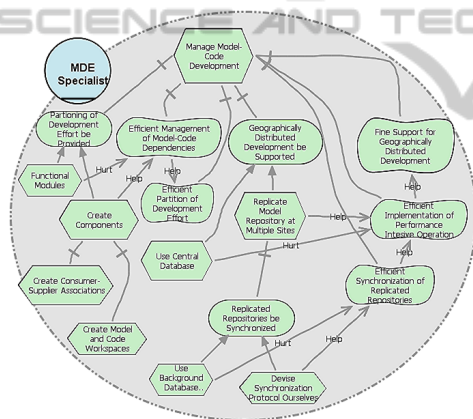 SCIENCE AND TEC
MDE
Specialist
Manage Model-
Code
Development
Partioning of
Development
Effort be
Provided
Efficient Management
of Model-Code
Dependencies
Geographically
Distributed
Development be
Supported
Fine Support for
Geographically
Distributed
Development
Functional
Modules
Hurt
Help
Help
Help
Efficient
Partition of
Development
Effort
Create
Components
Replicate
Model
Repository at
Multiple Sites
Help
Efficient
Implementation of
Performance
Intesive Operation
Use Central
Database
Hurt
Help
Create Consumer-
Supplier Associations
Efficient
Synchronization of
Replicated
Repositories
Create Model
and Code
Workspaces
Replicated
Repositories be
Synchronized
Hurt
Help
Use
Background
Database..
Devise
Synchronization
Protocol Ourselves